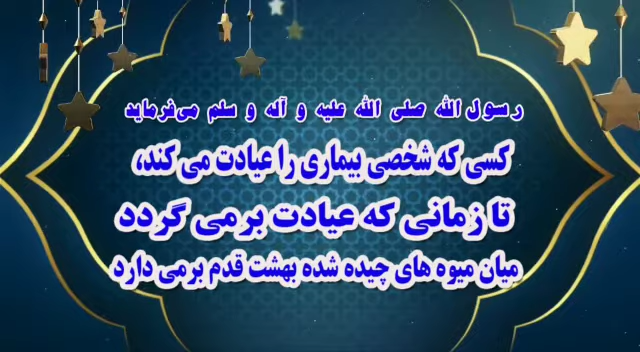 رسول الله صلی الله علیه و آله و سلم می‌فرماید
کسی که شخصی بیماری را عیادت می کند،
تا زمانی که عیادت برمی گردد
میان میوه های چیده شده بهشت قدم برمی دارد